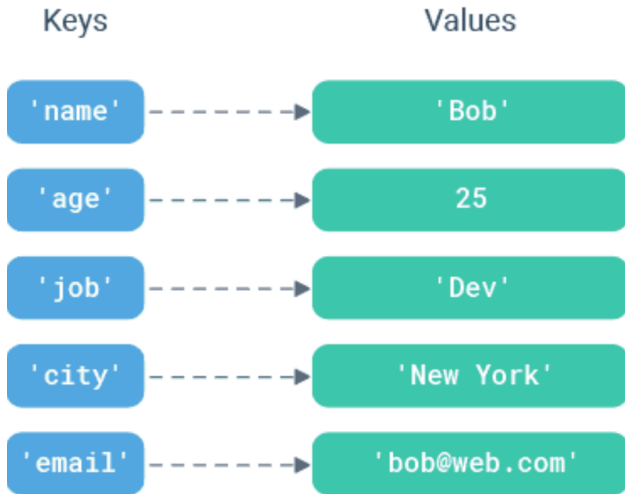 Keys Values
'name' 'Bob'
'age' 25
'job' 'Dev'
'city' 'New York'
'email' 'bob@web.com'